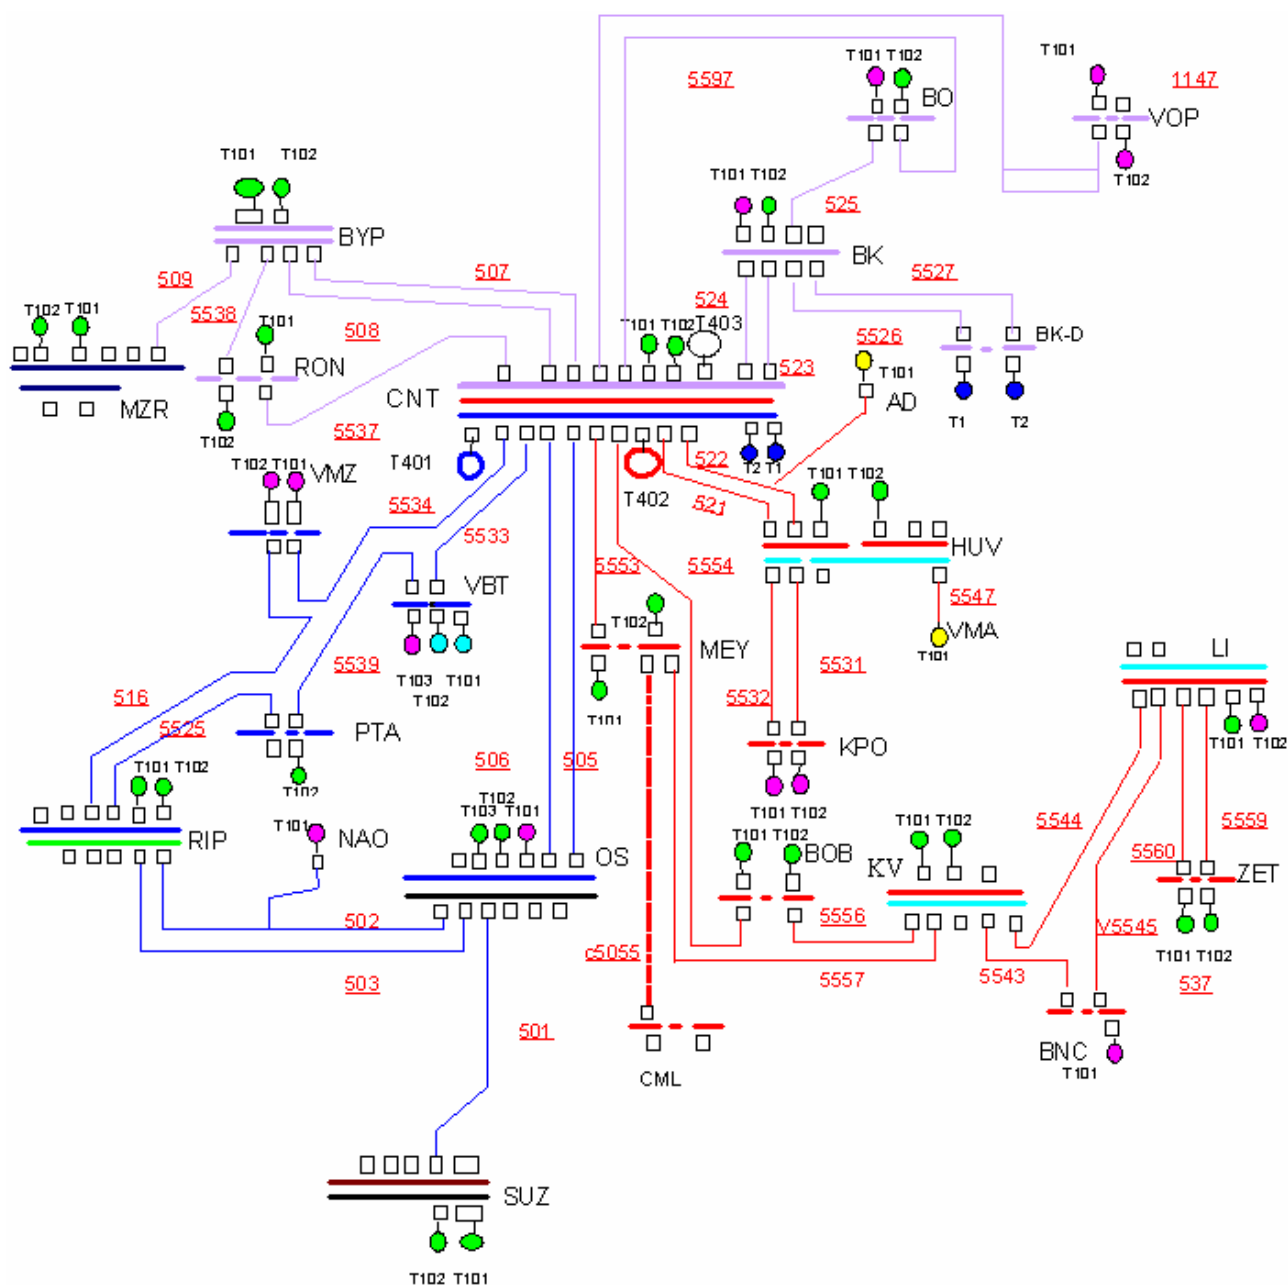 T101
5597
T101 T102
BO
1147
VOP
T102
T101 T102
T101 T102
525
BK
BYP
509
507
5527
5538
524
T102 T101
T101
508
T101 T102 T403
5526
BK-D
RON
523
T101
AD
MZR
CNT
T102
5537
T1 T2
T102 T101
VMZ
T401
522
T2 T1
T101 T102
5534
T402
521
5533
HUV
5553
5554
VBT
5547
T102
VMA
MEY
T101
LI
5539
5531
T103 T101
T102
5532
516
T101
PTA
5525
KPO
T101 T102
506
505
T101 T102
T102
T102
T101 T102
T101
T103 T101
5544
5559
T101 T102
T101 T102
RIP
NAO
OS
BOB
KV
5560
ZET
502
5556
V5545
c5055
T101 T102
503
5557
5543
537
501
BNC
T101
CML
SUZ
T102 T101